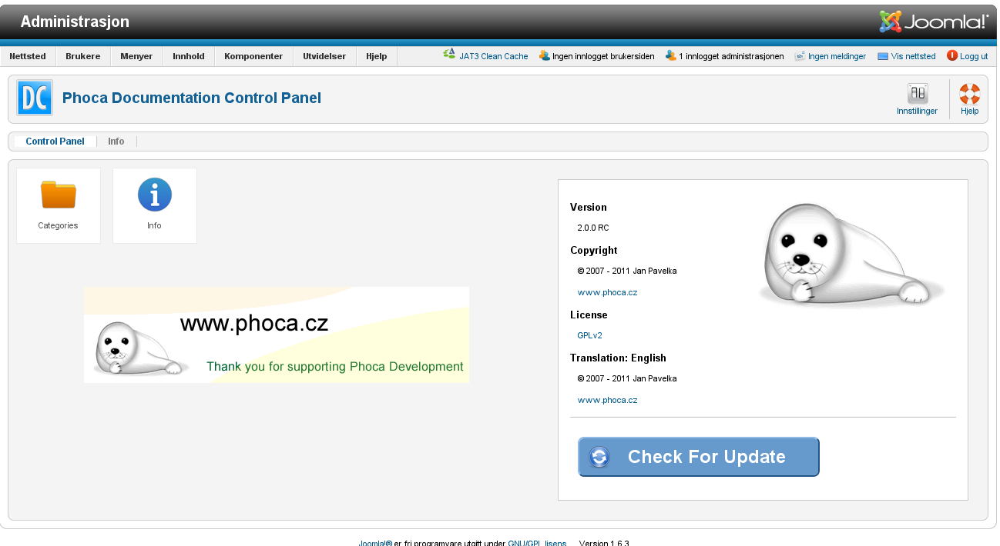 Administrasjon
Joomla!
Nettsted Brukere Menyer Innhold Komponenter Utvidelser Hjelp JAT3 Clean Cache Ingen innlogget brukersiden 1 innlogget administrasjonen Ingen meldinger Vis nettsted Logg ut
DC Phoca Documentation Control Panel
Innstillinger Hjelp
Control Panel Info
Categories Info
www.phoca.cz
Thank you for supporting Phoca Development
Version
2.0.0 RC
Copyright
© 2007 - 2011 Jan Pavelka
www.phoca.cz
License
GPLv2
Translation: English
© 2007 - 2011 Jan Pavelka
www.phoca.cz
Check For Update
Joomla!® er fri programvare utgitt under GNU/GPL lisens. Version 1.6.3